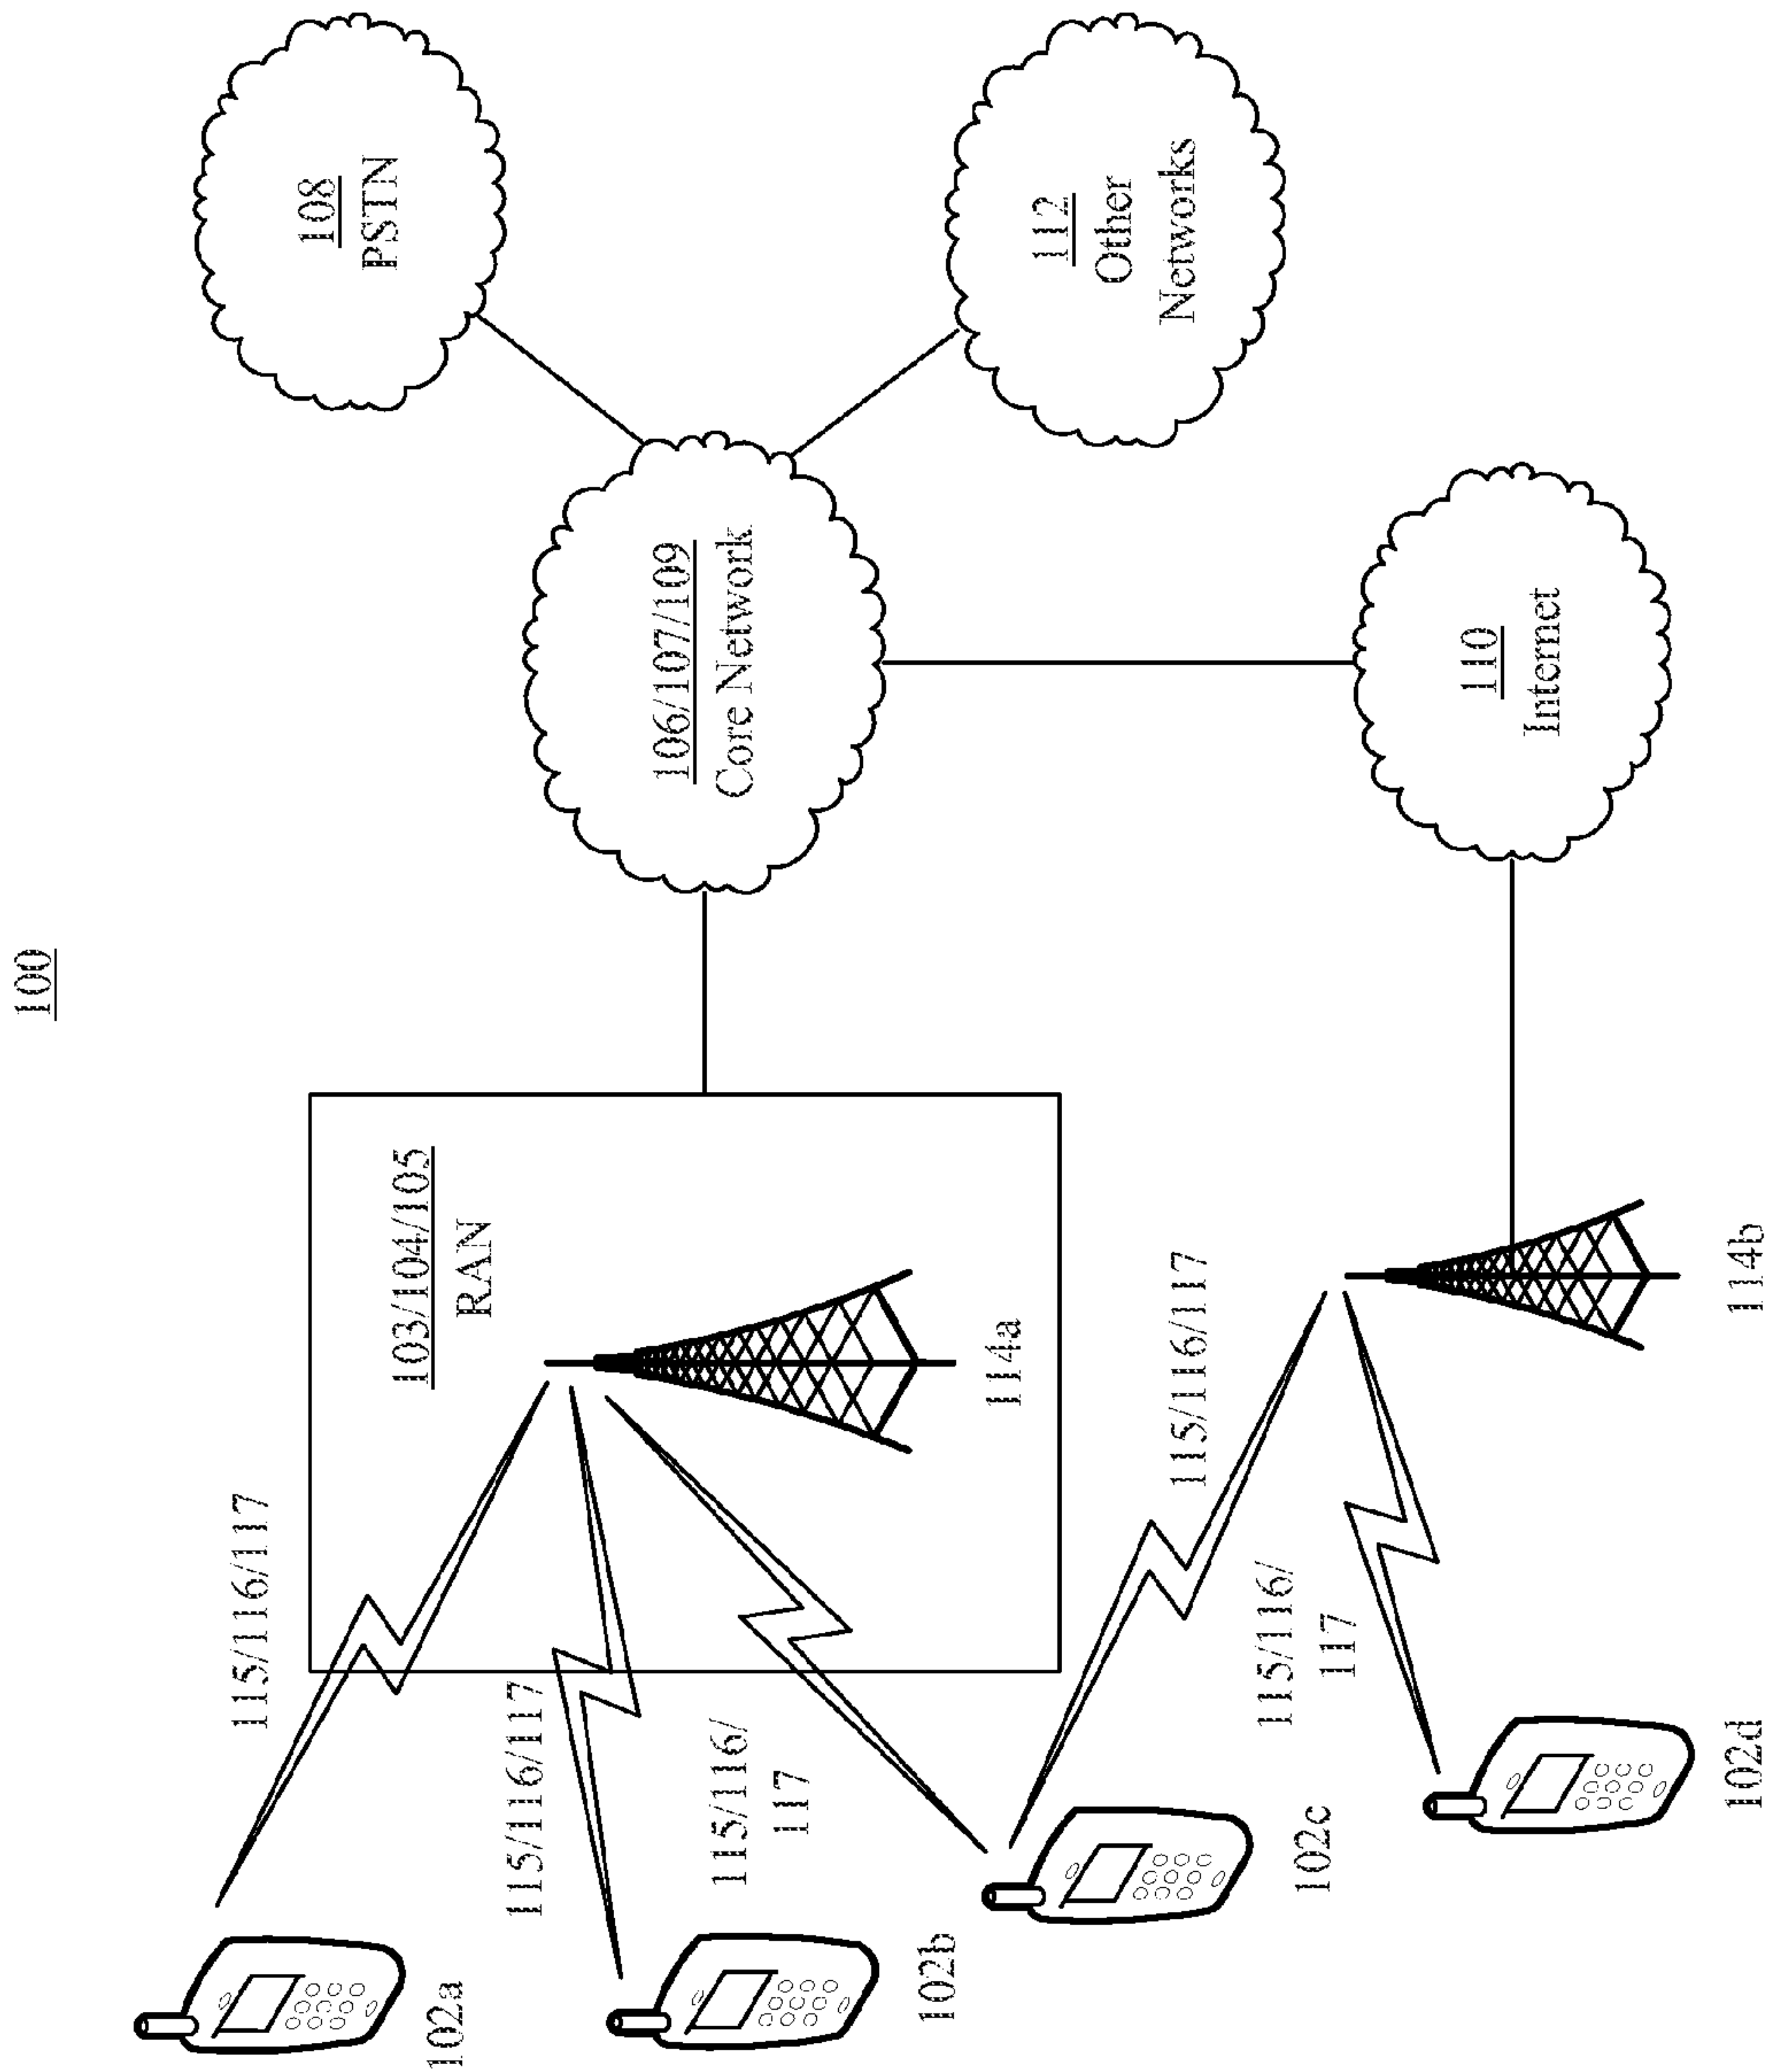 100
108
PSTN
106/107/109
Core Network
112
Other
Networks
110
Internet
103/104/105
RAN
114a
114b
115/116/117
115/116/117
115/116/
117
115/116/117
115/116/
117
102a
102b
102c
102d